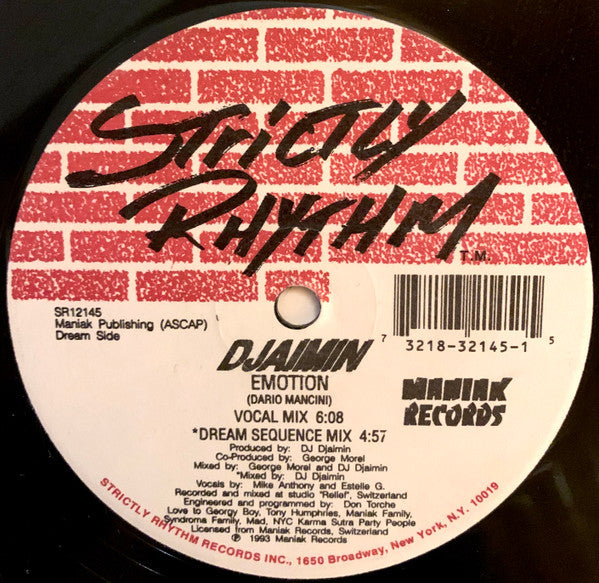 STRICTLY
RHYTHM
T.M.
SR12145
Maniak Publishing (ASCAP)
Dream Side
7 3218-32145-1 5
DJAIMIN
EMOTION
(DARIO MANCINI)
MANIAK
RECORDS
VOCAL MIX 6:08
*DREAM SEQUENCE MIX 4:57
Produced by: DJ Djaimin
Co-Produced by: George Morel
Mixed by: George Morel and DJ Djaimin
*Mixed by: DJ Djaimin
Vocals by: Mike Anthony and Estelle G.
Recorded and mixed at studio "Relief", Switzerland
Engineered and programmed by: Don Torche
Love to Georgy Boy, Tony Humphries, Maniak Family,
Syndroma Family, Mad, NYC Karma Sutra Party People
Licensed from Maniak Records, Switzerland
℗ 1993 Maniak Records
STRICTLY RHYTHM RECORDS INC., 1650 Broadway, New York, N.Y. 10019